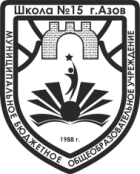 Школа №15 г.Азов
МУНИЦИПАЛЬНОЕ БЮДЖЕТНОЕ ОБЩЕОБРАЗОВАТЕЛЬНОЕ УЧРЕЖДЕНИЕ
1988 г.